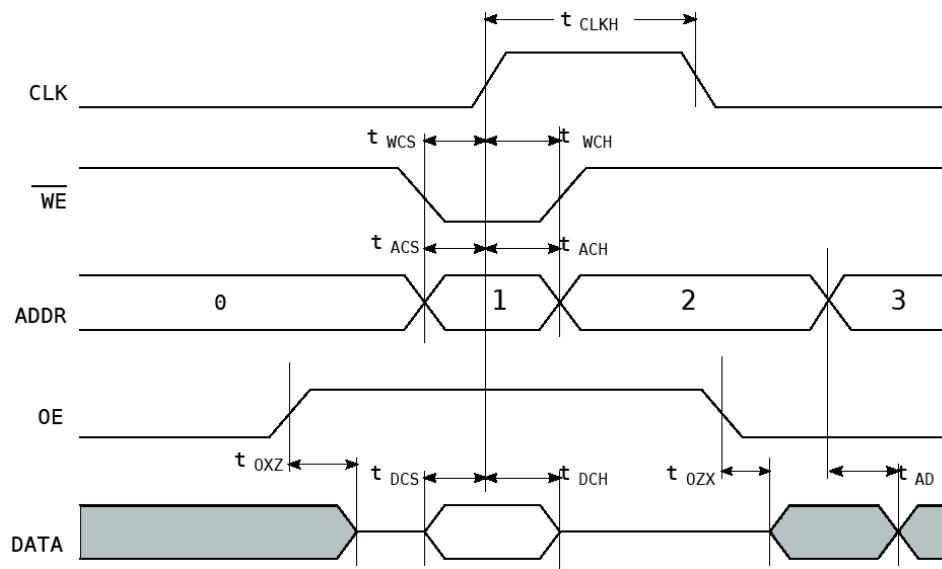 t CLKH
CLK
t WCS t WCH
WE
t ACS t ACH
ADDR 0 1 2 3
OE
t OXZ t DCS t DCH t OZX t AD
DATA